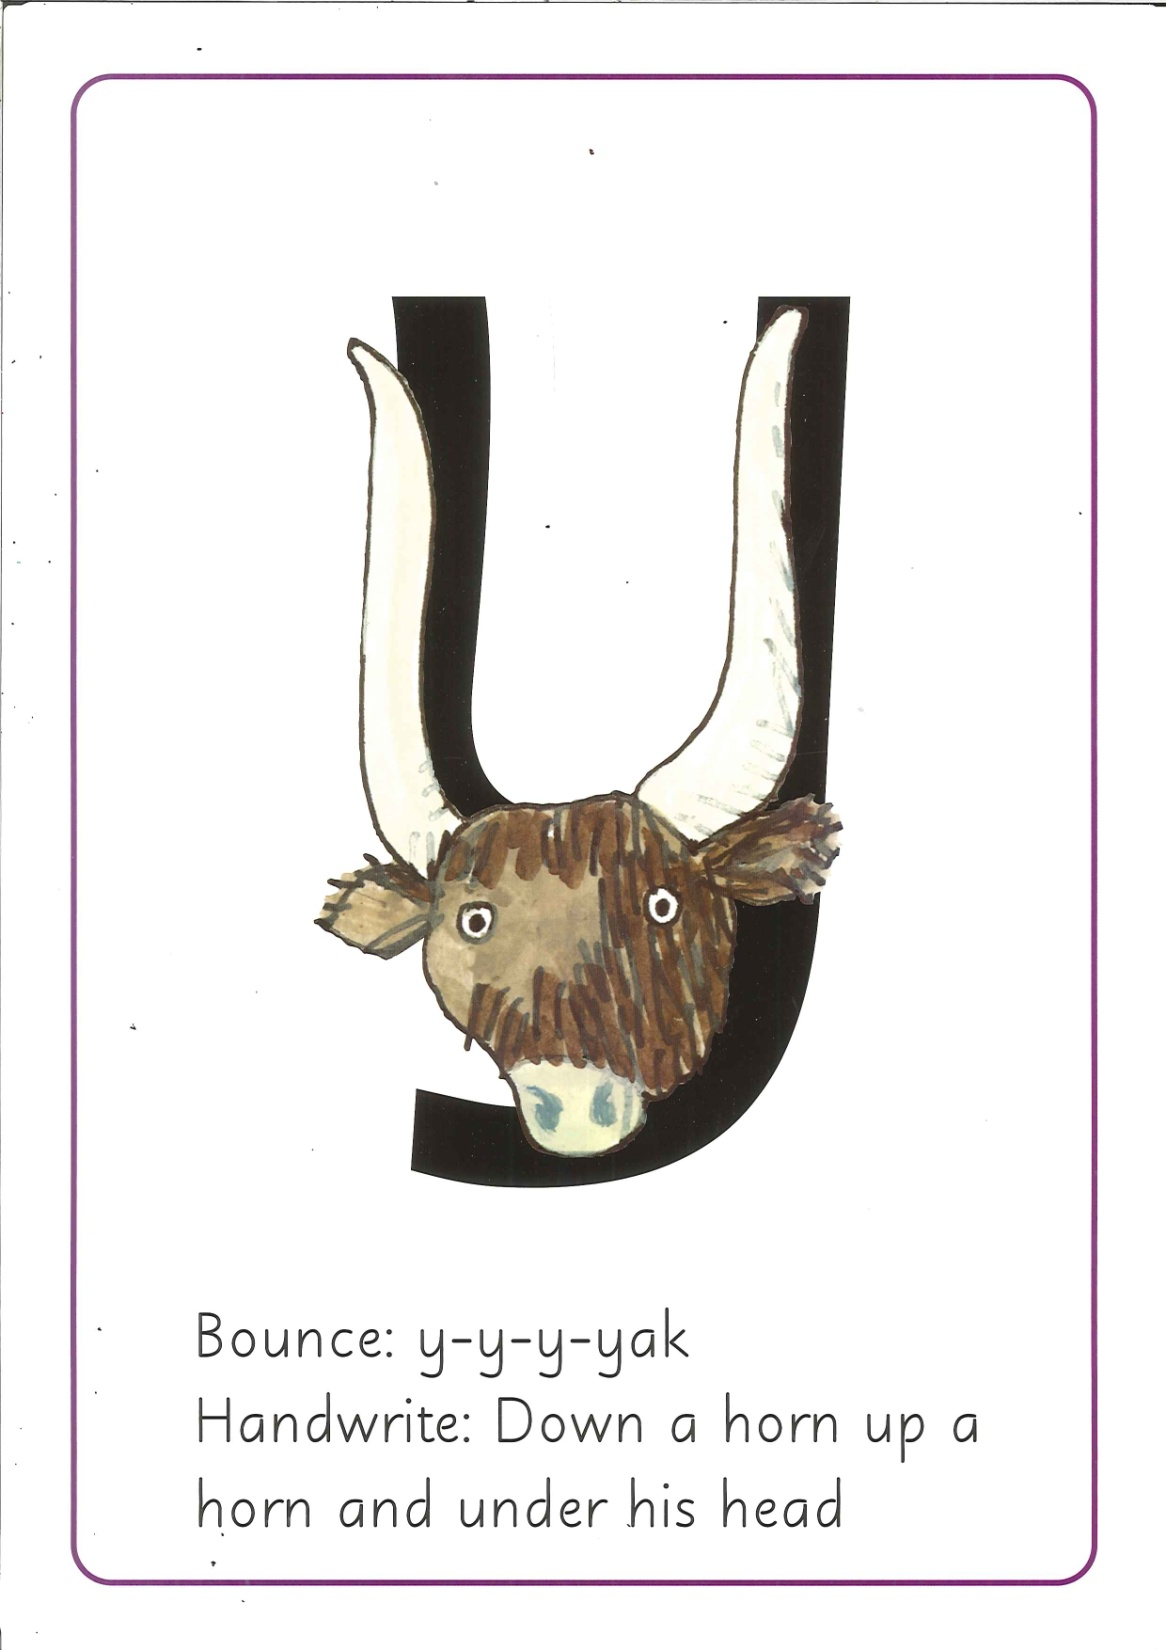 y
Bounce: y-y-y-yak
Handwrite: Down a horn up a
horn and under his head